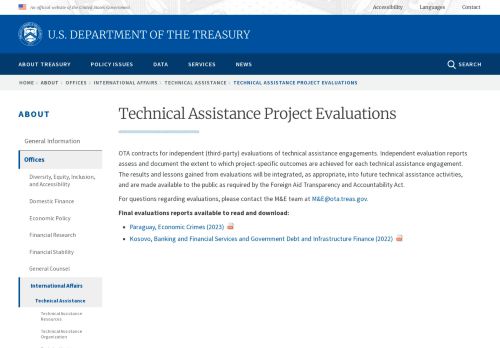 An official website of the United States Government
Accessibility
Languages
Contact
U.S. DEPARTMENT OF THE TREASURY
ABOUT TREASURY
POLICY ISSUES
DATA
SERVICES
NEWS
SEARCH
HOME › ABOUT › OFFICES › INTERNATIONAL AFFAIRS › TECHNICAL ASSISTANCE › TECHNICAL ASSISTANCE PROJECT EVALUATIONS
ABOUT
General Information
Offices
Diversity, Equity, Inclusion,
and Accessibility
Domestic Finance
Economic Policy
Financial Research
Financial Stability
General Counsel
International Affairs
Technical Assistance
Technical Assistance
Resources
Technical Assistance
Organization
Technical Assistance Project Evaluations
OTA contracts for independent (third-party) evaluations of technical assistance engagements. Independent evaluation reports
assess and document the extent to which project-specific outcomes are achieved for each technical assistance engagement.
The results and lessons gained from evaluations will be integrated, as appropriate, into future technical assistance activities,
and are made available to the public as required by the Foreign Aid Transparency and Accountability Act.
For questions regarding evaluations, please contact the M&E team at M&E@ota.treas.gov.
Final evaluations reports available to read and download:
• Paraguay, Economic Crimes (2023)
• Kosovo, Banking and Financial Services and Government Debt and Infrastructure Finance (2022)